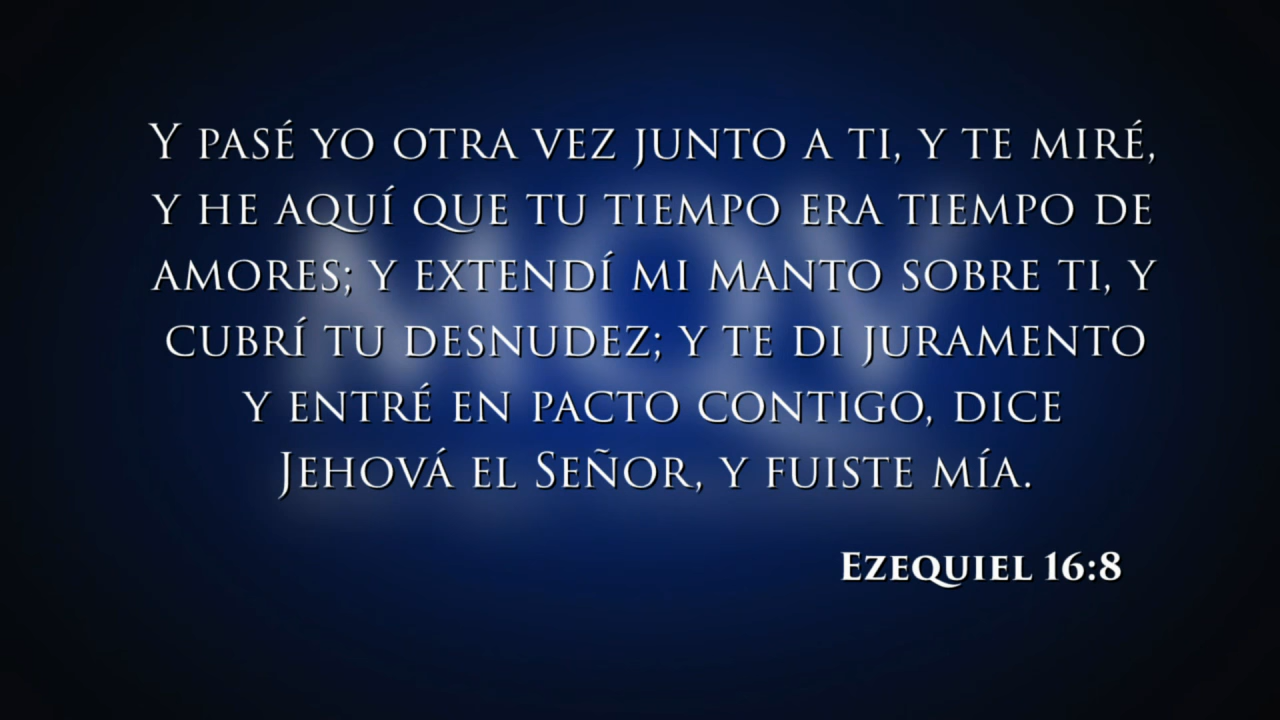 Y pasé yo otra vez junto a ti, y te miré,
y he aquí que tu tiempo era tiempo de
amores; y extendí mi manto sobre ti, y
cubrí tu desnudez; y te di juramento
y entré en pacto contigo, dice
Jehová el Señor, y fuiste mía.
Ezequiel 16:8